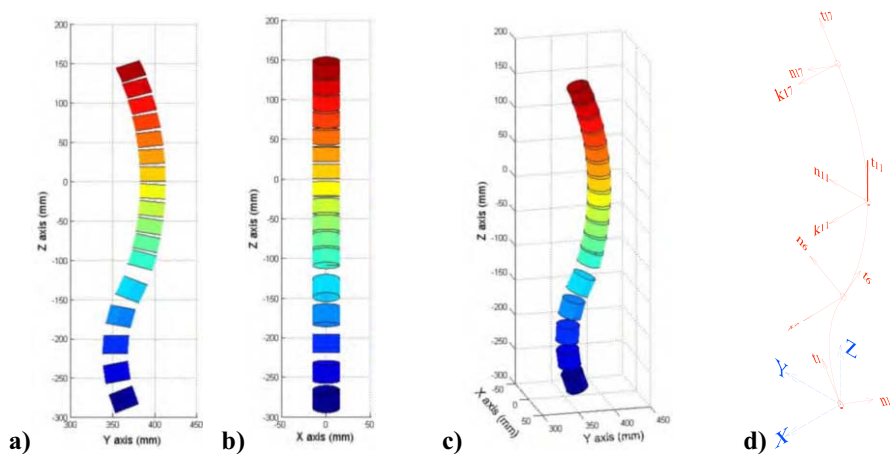 200
150
100
50
0
-50
-100
-150
-200
-250
-300
Z axis (mm)
300 350 400 450
Y axis (mm)
a)
200
150
100
50
0
-50
-100
-150
-200
-250
-300
Z axis (mm)
-50 0 50
X axis (mm)
b)
200
150
100
50
0
-50
-100
-150
-200
-250
-300
Z axis (mm)
-50
0
50
X axis (mm)
300 350 400 450
Y axis (mm)
c)
t17
n17
k17
t11
n11
k11
n6
t6
t1
Z
Y
X
d)